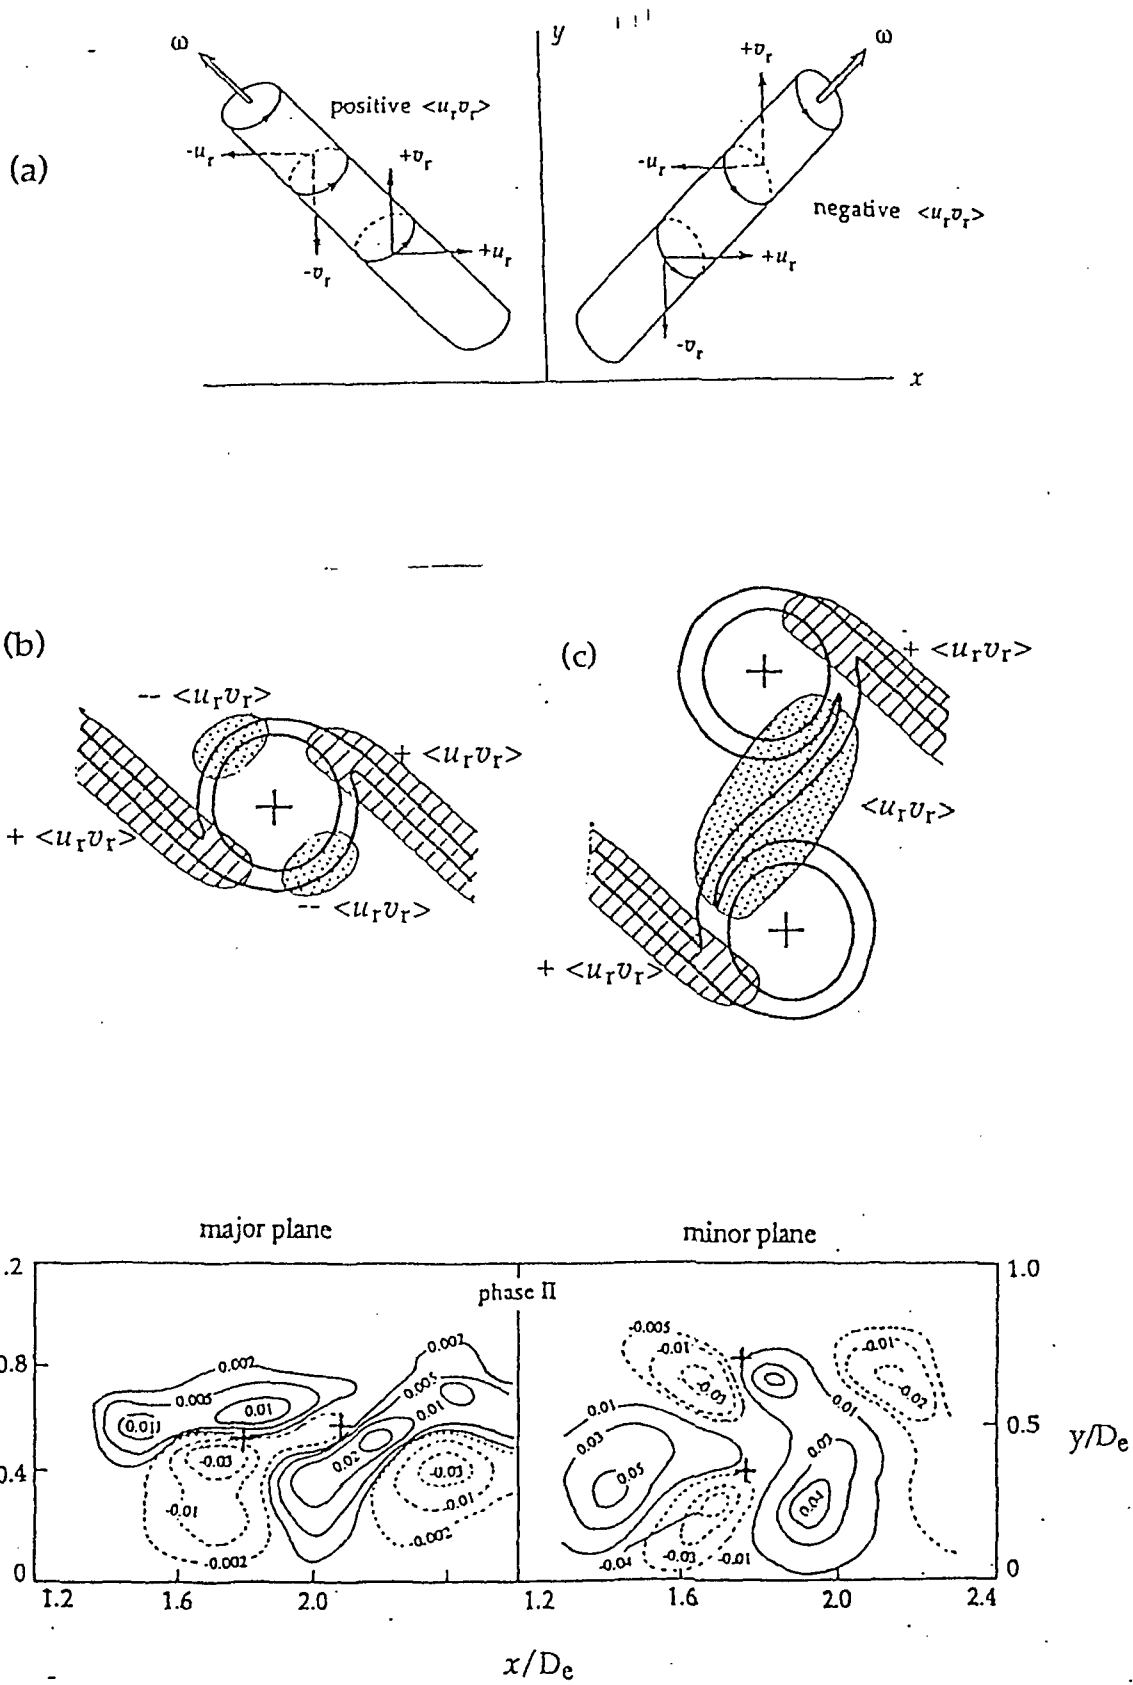 (a)
ω
positive <u_r v_r>
-u_r
+v_r
-v_r
+u_r
y
x
ω
+v_r
-u_r
negative <u_r v_r>
+u_r
-v_r
(b)
-- <u_r v_r>
+ <u_r v_r>
+ <u_r v_r>
-- <u_r v_r>
(c)
+ <u_r v_r>
<u_r v_r>
+ <u_r v_r>
major plane
minor plane
phase II
.2
0.8
0.4
0
1.2
1.6
2.0
1.2
1.6
2.0
2.4
1.0
0.5
0
y/D_e
x/D_e
0.002
0.005
0.011
0.01
-0.03
-0.01
-0.002
0.002
0.005
0.01
0.02
-0.03
-0.01
-0.002
-0.005
-0.01
-0.03
0.01
0.03
0.05
-0.04
-0.03
-0.01
0.01
0.03
0.04
-0.01
-0.02